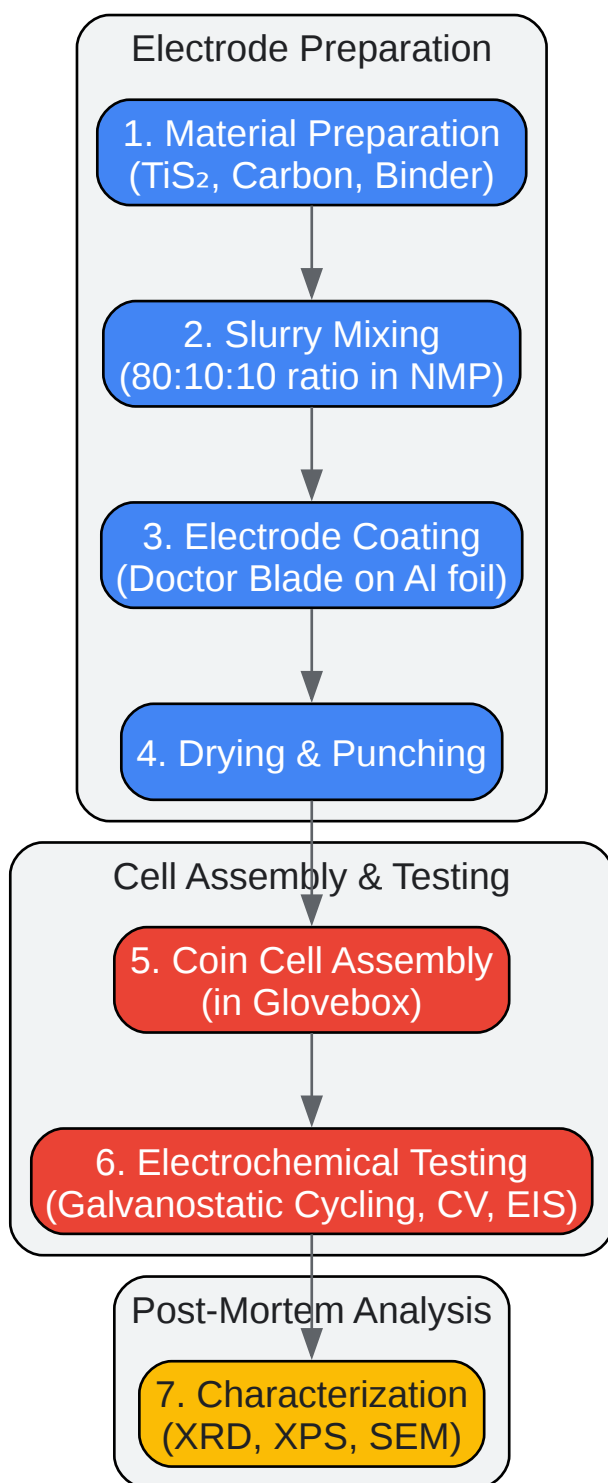 Electrode Preparation
1. Material Preparation
(TiS₂, Carbon, Binder)
2. Slurry Mixing
(80:10:10 ratio in NMP)
3. Electrode Coating
(Doctor Blade on Al foil)
4. Drying & Punching
Cell Assembly & Testing
5. Coin Cell Assembly
(in Glovebox)
6. Electrochemical Testing
(Galvanostatic Cycling, CV, EIS)
Post-Mortem Analysis
7. Characterization
(XRD, XPS, SEM)